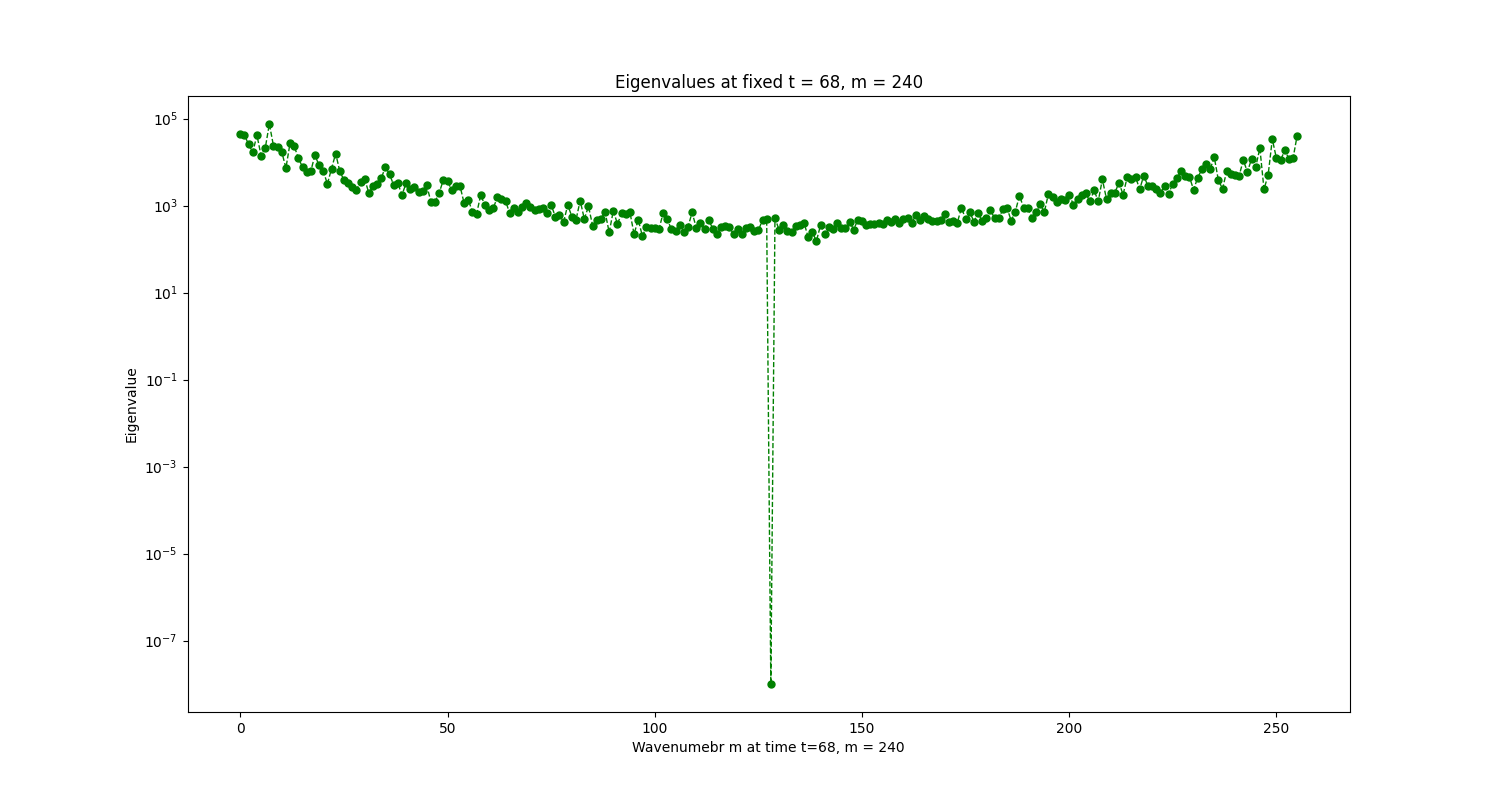 Eigenvalues at fixed t = 68, m = 240
10^5
10^3
10^1
10^-1
10^-3
10^-5
10^-7
Eigenvalue
0 50 100 150 200 250
Wavenumebr m at time t=68, m = 240